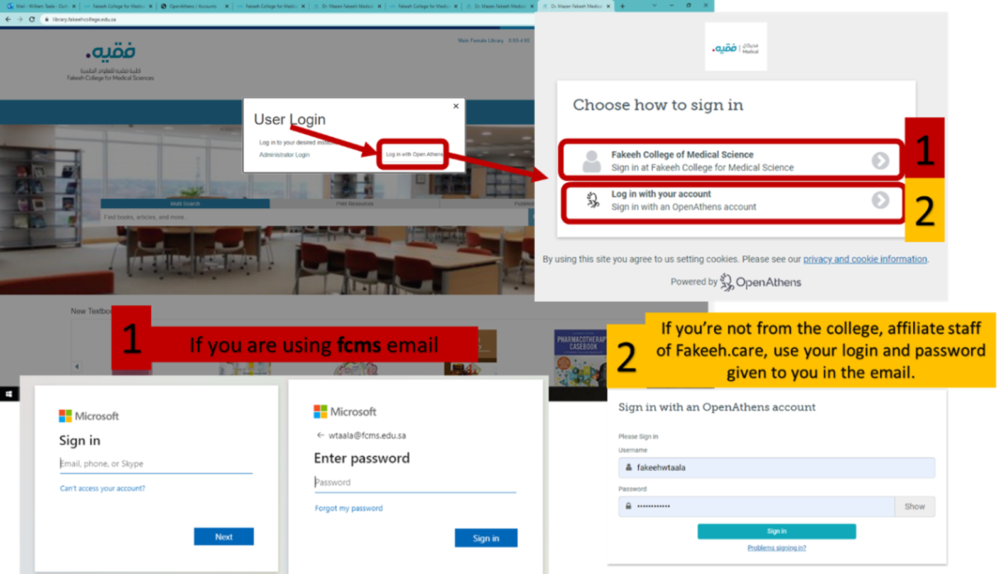 Mail - William Taala - Outl
Fakeeh College for Medic
OpenAthens / Accounts
Fakeeh College for Medic
Dr. Mazen Fakeeh Medical
Fakeeh College for Medic
Dr. Mazen Fakeeh Medical
Dr. Mazen Fakeeh Medical
library.fakeehcollege.edu.sa
Main Female Library 8:00-4:00
فقيه
كلية فقيه للعلوم الطبية
Fakeeh College for Medical Sciences
User Login
Log in to your desired
Administrator Login
Log in with Open Athens
Multi Search
Print Resources
PubMed
Find books, articles, and more...
New Textbo
فقيه | مديكال
Medical
Choose how to sign in
Fakeeh College of Medical Science
Sign in at Fakeeh College for Medical Science
1
Log in with your account
Sign in with an OpenAthens account
2
By using this site you agree to us setting cookies. Please see our privacy and cookie information.
Powered by OpenAthens
1
If you are using fcms email
PHARMACOTHERAP
CASEBOOK
2
If you’re not from the college, affiliate staff
of Fakeeh.care, use your login and password
given to you in the email.
Microsoft
Sign in
Email, phone, or Skype
Can't access your account?
Next
Microsoft
← wtaala@fcms.edu.sa
Enter password
Password
Forgot my password
Sign in
Sign in with an OpenAthens account
Please Sign in
Username
fakeehwtaala
Password
••••••••••••
Show
Sign in
Problems signing in?